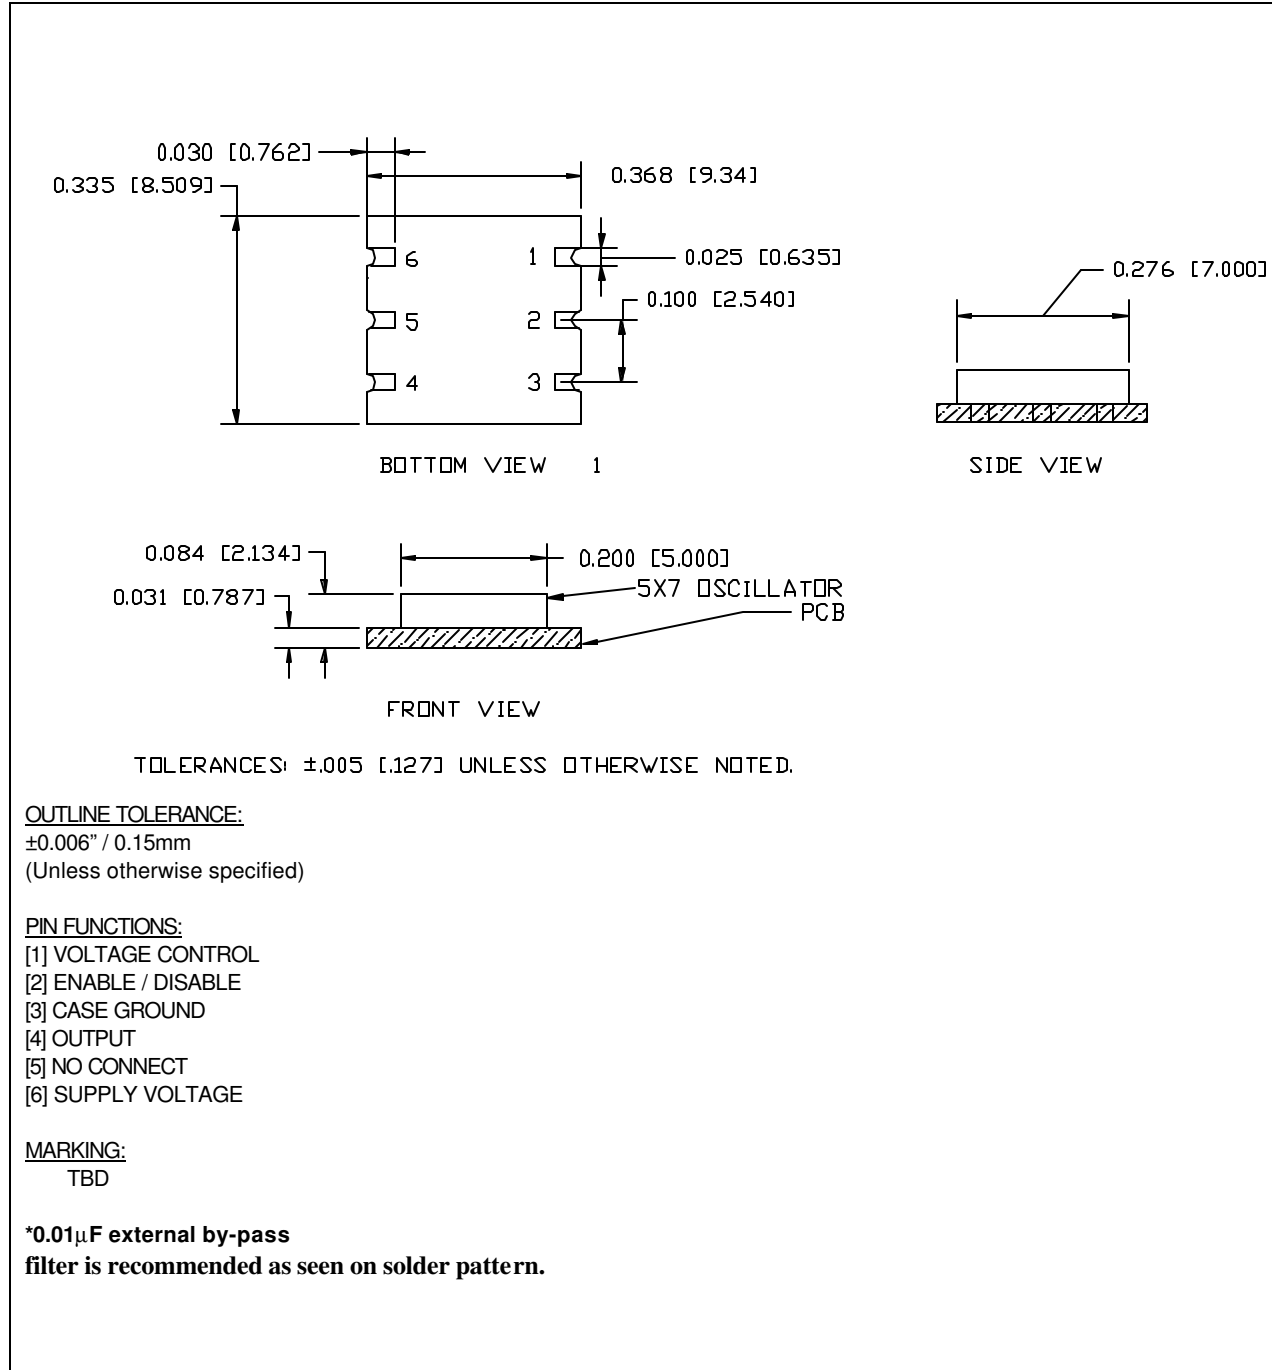 0.030 [0.762]
0.335 [8.509]
0.368 [9.34]
6
1
0.025 [0.635]
0.276 [7.000]
0.100 [2.540]
5
2
4
3
BOTTOM VIEW 1
SIDE VIEW
0.084 [2.134]
0.200 [5.000]
5X7 OSCILLATOR
0.031 [0.787]
PCB
FRONT VIEW
TOLERANCES: ±.005 [.127] UNLESS OTHERWISE NOTED.
OUTLINE TOLERANCE:
±0.006” / 0.15mm
(Unless otherwise specified)
PIN FUNCTIONS:
[1] VOLTAGE CONTROL
[2] ENABLE / DISABLE
[3] CASE GROUND
[4] OUTPUT
[5] NO CONNECT
[6] SUPPLY VOLTAGE
MARKING:
TBD
*0.01μF external by-pass
filter is recommended as seen on solder pattern.